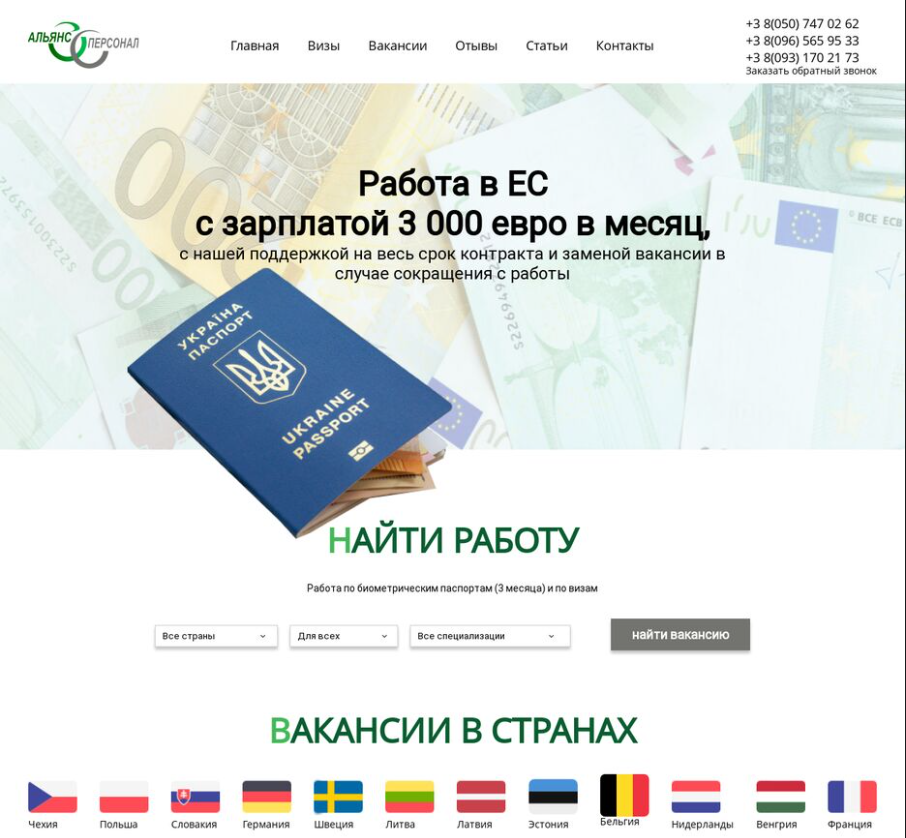 АЛЬЯНС ПЕРСОНАЛ
Главная Визы Вакансии Отзывы Статьи Контакты
+3 8(050) 747 02 62
+3 8(096) 565 95 33
+3 8(093) 170 21 73
Заказать обратный звонок
Работа в ЕС
с зарплатой 3 000 евро в месяц,
с нашей поддержкой на весь срок контракта и заменой вакансии в
случае сокращения с работы
УКРАЇНА
ПАСПОРТ
UKRAINE
PASSPORT
НАЙТИ РАБОТУ
Работа по биометрическим паспортам (3 месяца) и по визам
Все страны Для всех Все специализации найти вакансию
ВАКАНСИИ В СТРАНАХ
Чехия Польша Словакия Германия Швеция Литва Латвия Эстония Бельгия Нидерланды Венгрия Франция